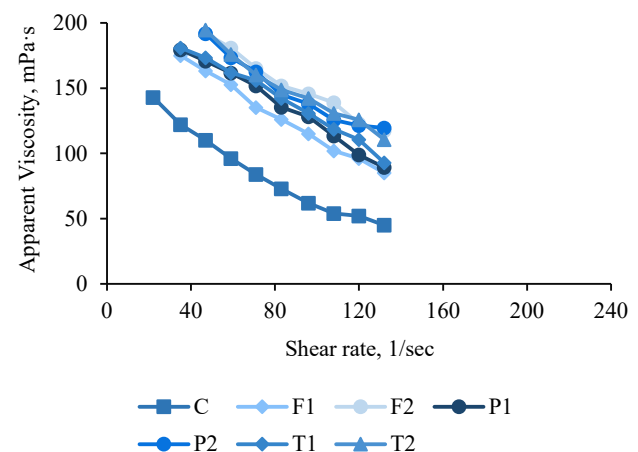 Apparent Viscosity, mPa·s
200
150
100
50
0
0 40 80 120 160 200 240
Shear rate, 1/sec
C F1 F2 P1
P2 T1 T2